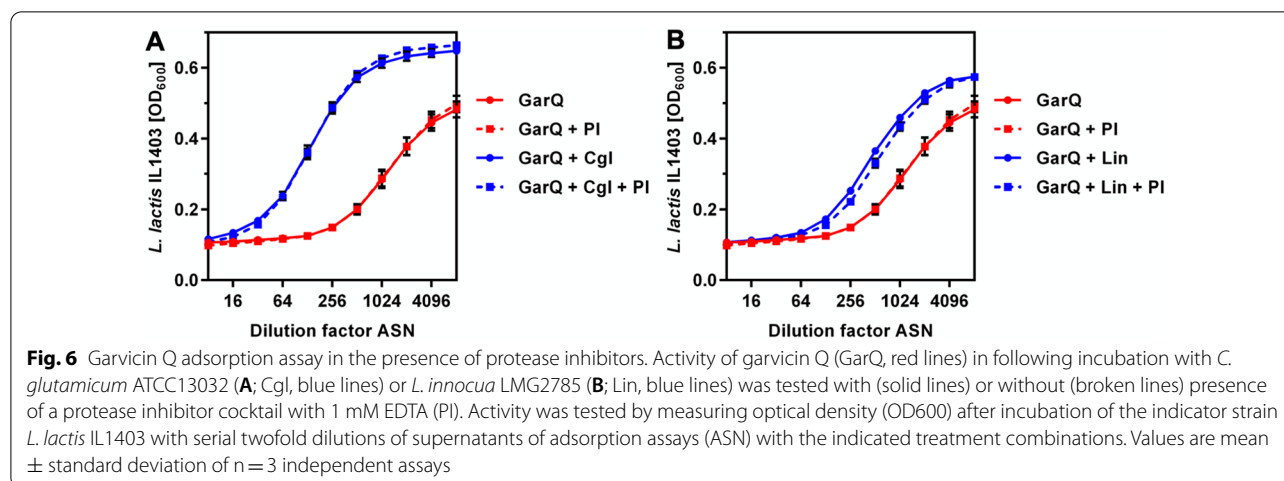 A
B
L. lactis IL1403 [OD600]
0.6
0.4
0.2
0.0
16 64 256 1024 4096
Dilution factor ASN
GarQ
GarQ + PI
GarQ + Cgl
GarQ + Cgl + PI
L. lactis IL1403 [OD600]
0.6
0.4
0.2
0.0
16 64 256 1024 4096
Dilution factor ASN
GarQ
GarQ + PI
GarQ + Lin
GarQ + Lin + PI
Fig. 6 Garvicin Q adsorption assay in the presence of protease inhibitors. Activity of garvicin Q (GarQ, red lines) in following incubation with C.
glutamicum ATCC13032 (A; Cgl, blue lines) or L. innocua LMG2785 (B; Lin, blue lines) was tested with (solid lines) or without (broken lines) presence
of a protease inhibitor cocktail with 1 mM EDTA (PI). Activity was tested by measuring optical density (OD600) after incubation of the indicator strain
L. lactis IL1403 with serial twofold dilutions of supernatants of adsorption assays (ASN) with the indicated treatment combinations. Values are mean
± standard deviation of n = 3 independent assays